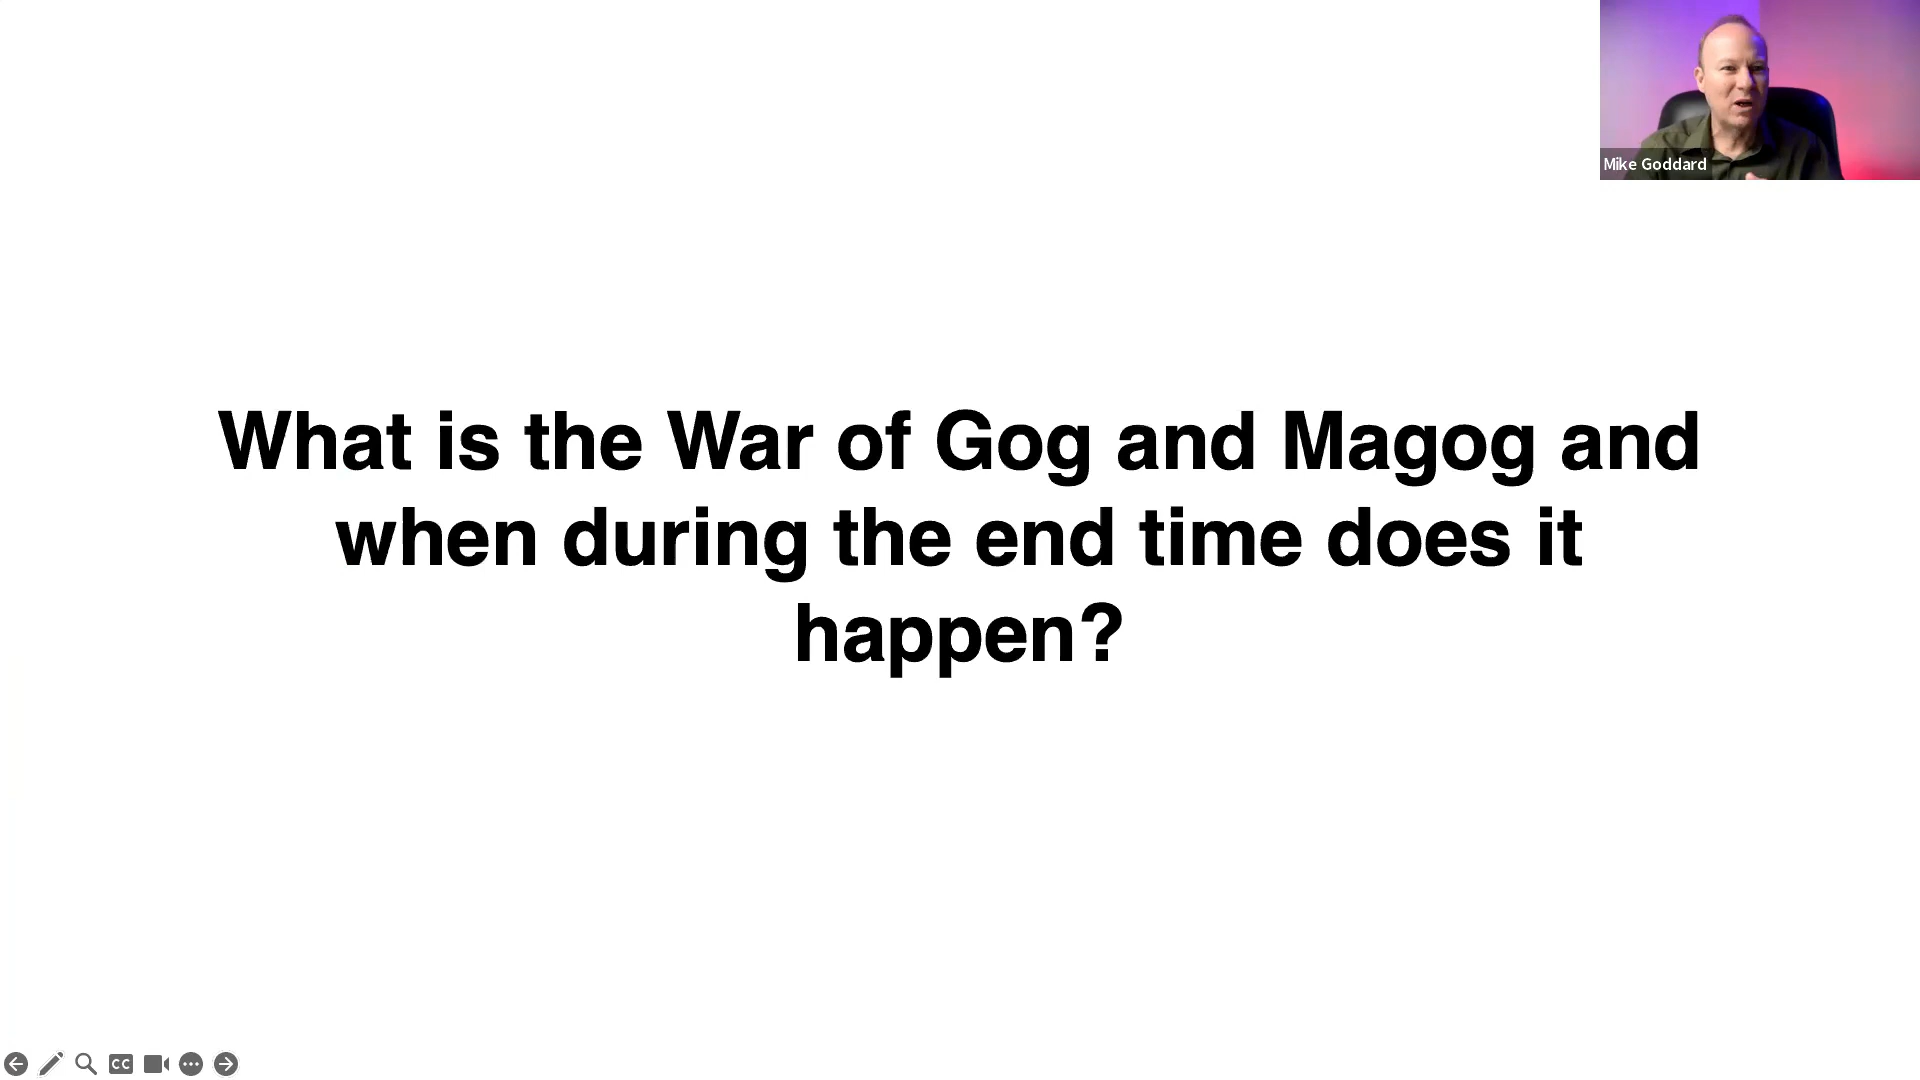 Mike Goddard
What is the War of Gog and Magog and
when during the end time does it
happen?
CC